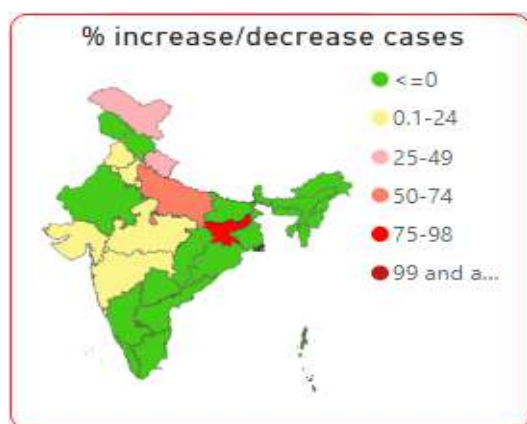 % increase/decrease cases
<=0
0.1-24
25-49
50-74
75-98
99 and a...